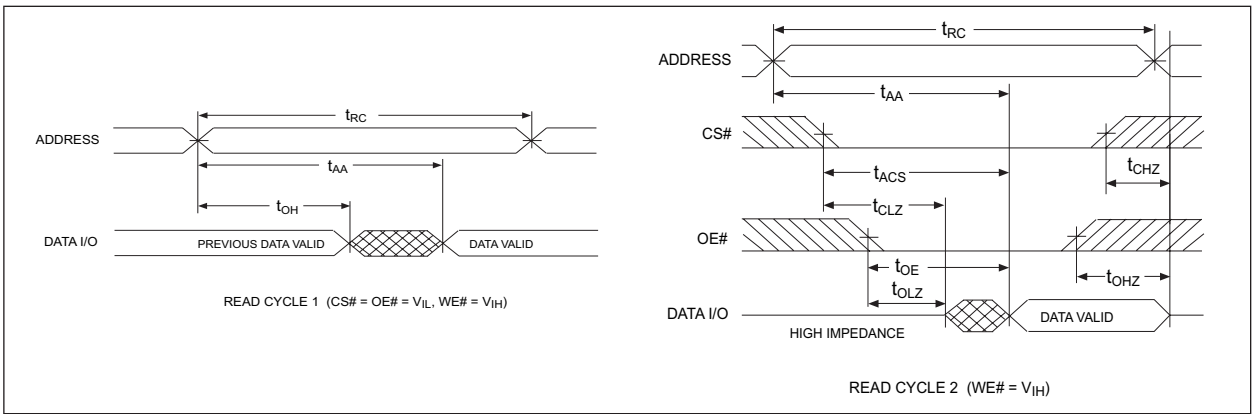 ADDRESS
tRC
tAA
tOH
DATA I/O
PREVIOUS DATA VALID
DATA VALID
READ CYCLE 1 (CS# = OE# = VIL, WE# = VIH)
tRC
ADDRESS
tAA
CS#
tCHZ
tACS
tCLZ
OE#
tOE
tOHZ
tOLZ
DATA I/O
DATA VALID
HIGH IMPEDANCE
READ CYCLE 2 (WE# = VIH)